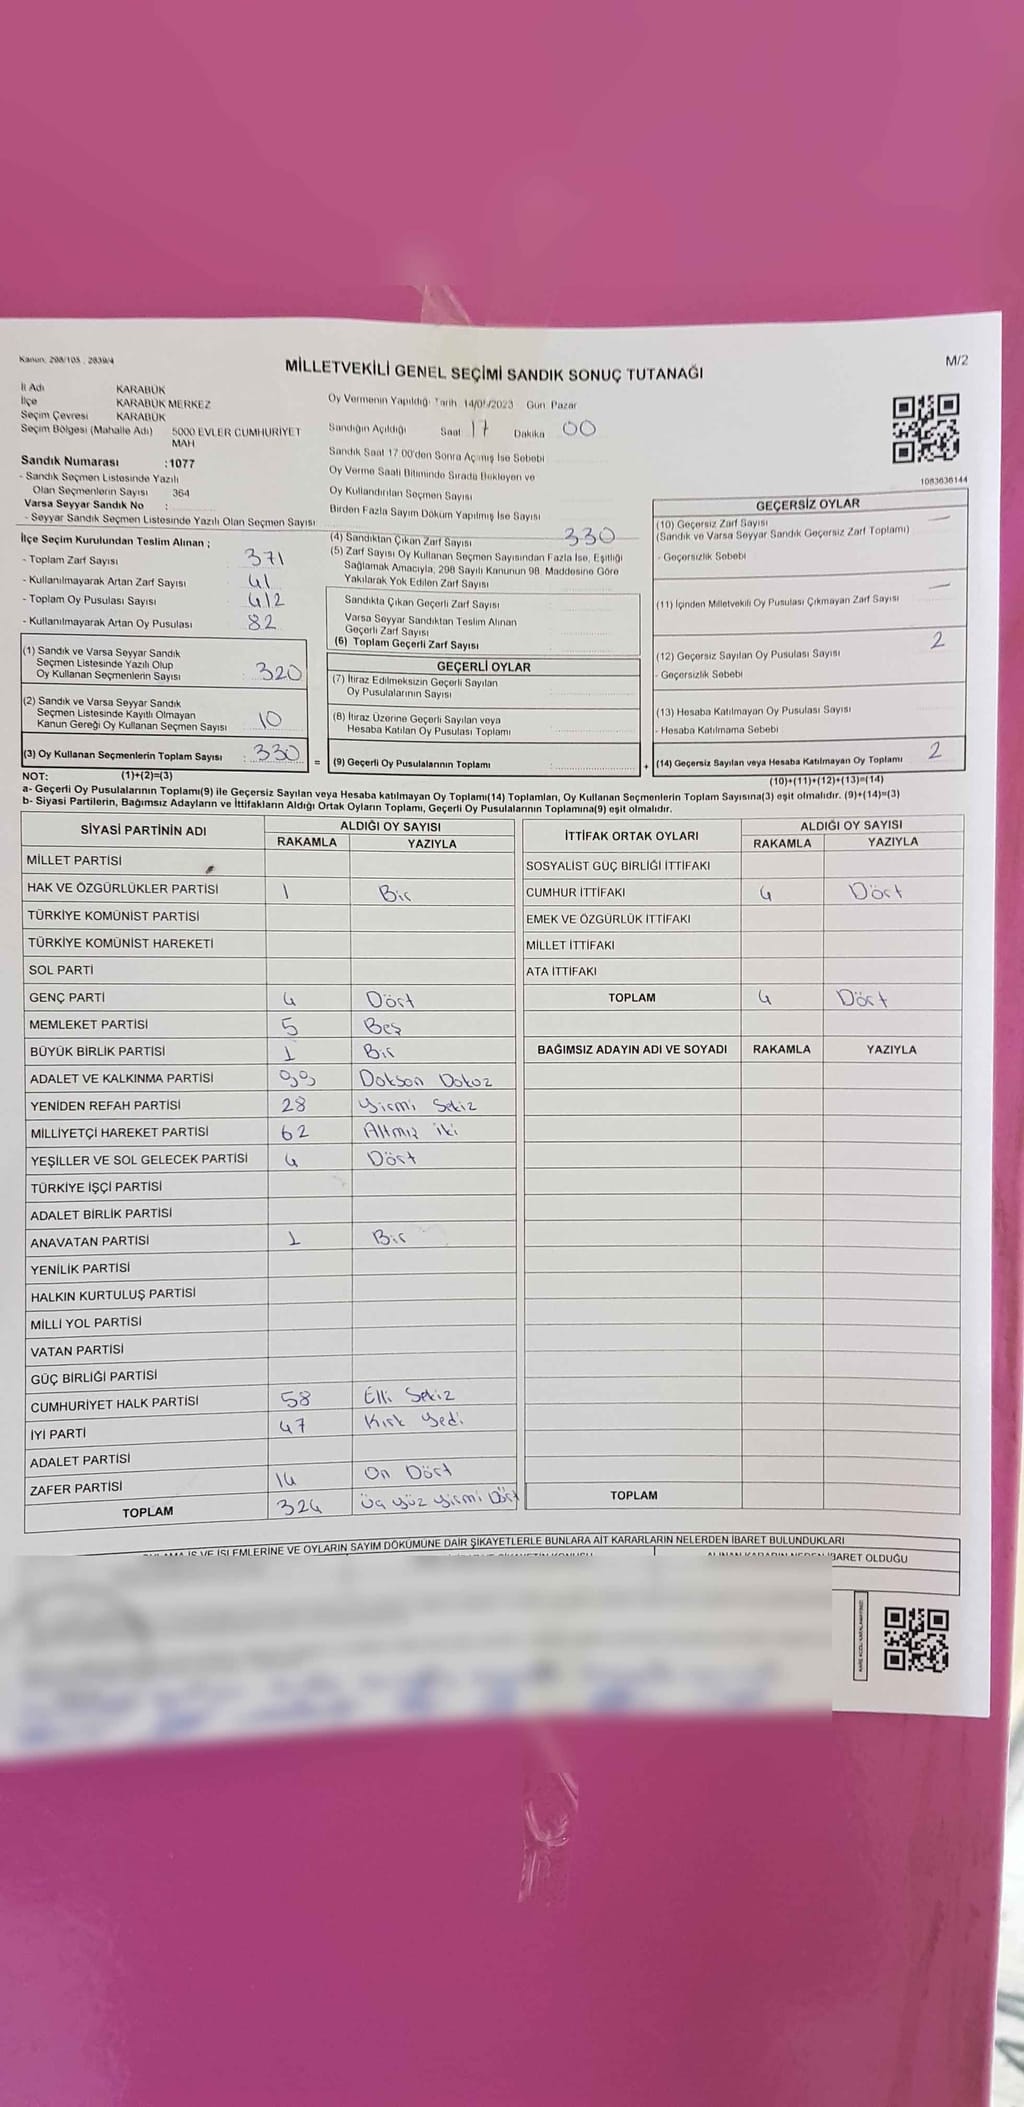 Kanun: 298/105 , 2839/4
MİLLETVEKİLİ GENEL SEÇİMİ SANDIK SONUÇ TUTANAĞI
M/2
İl Adı KARABÜK
İlçe KARABÜK MERKEZ
Seçim Çevresi KARABÜK
Seçim Bölgesi (Mahalle Adı) 5000 EVLER CUMHURİYET
MAH
Sandık Numarası :1077
- Sandık Seçmen Listesinde Yazılı
Olan Seçmenlerin Sayısı 364
Varsa Seyyar Sandık No :
- Seyyar Sandık Seçmen Listesinde Yazılı Olan Seçmen Sayısı
İlçe Seçim Kurulundan Teslim Alınan ;
- Toplam Zarf Sayısı : 371
- Kullanılmayarak Artan Zarf Sayısı : 41
- Toplam Oy Pusulası Sayısı : 412
- Kullanılmayarak Artan Oy Pusulası : 82
(1) Sandık ve Varsa Seyyar Sandık
Seçmen Listesinde Yazılı Olup
Oy Kullanan Seçmenlerin Sayısı : 320
(2) Sandık ve Varsa Seyyar Sandık
Seçmen Listesinde Kayıtlı Olmayan
Kanun Gereği Oy Kullanan Seçmen Sayısı : 10
(3) Oy Kullanan Seçmenlerin Toplam Sayısı : 330
Oy Vermenin Yapıldığı Tarih 14/05/2023 Gün Pazar
Sandığın Açıldığı Saat 17 Dakika 00
Sandık Saat 17.00'den Sonra Açılmış İse Sebebi
Oy Verme Saati Bitiminde Sırada Bekleyen ve
Oy Kullandırılan Seçmen Sayısı
Birden Fazla Sayım Döküm Yapılmış İse Sayısı
(4) Sandıktan Çıkan Zarf Sayısı 330
(5) Zarf Sayısı Oy Kullanan Seçmen Sayısından Fazla İse, Eşitliği
Sağlamak Amacıyla, 298 Sayılı Kanunun 98. Maddesine Göre
Yakılarak Yok Edilen Zarf Sayısı
Sandıkta Çıkan Geçerli Zarf Sayısı
Varsa Seyyar Sandıktan Teslim Alınan
Geçerli Zarf Sayısı
(6) Toplam Geçerli Zarf Sayısı
GEÇERLİ OYLAR
(7) İtiraz Edilmeksizin Geçerli Sayılan
Oy Pusulalarının Sayısı
(8) İtiraz Üzerine Geçerli Sayılan veya
Hesaba Katılan Oy Pusulası Toplamı
= (9) Geçerli Oy Pusulalarının Toplamı :
1083636144
GEÇERSİZ OYLAR
(10) Geçersiz Zarf Sayısı —
(Sandık ve Varsa Seyyar Sandık Geçersiz Zarf Toplamı)
- Geçersizlik Sebebi
(11) İçinden Milletvekili Oy Pusulası Çıkmayan Zarf Sayısı —
(12) Geçersiz Sayılan Oy Pusulası Sayısı 2
- Geçersizlik Sebebi
(13) Hesaba Katılmayan Oy Pusulası Sayısı
- Hesaba Katılmama Sebebi
+ (14) Geçersiz Sayılan veya Hesaba Katılmayan Oy Toplamı 2
NOT: (1)+(2)=(3) (10)+(11)+(12)+(13)=(14)
a- Geçerli Oy Pusulalarının Toplamı(9) ile Geçersiz Sayılan veya Hesaba katılmayan Oy Toplamı(14) Toplamları, Oy Kullanan Seçmenlerin Toplam Sayısına(3) eşit olmalıdır. (9)+(14)=(3)
b- Siyasi Partilerin, Bağımsız Adayların ve İttifakların Aldığı Ortak Oyların Toplamı, Geçerli Oy Pusulalarının Toplamına(9) eşit olmalıdır.
SİYASİ PARTİNİN ADI ALDIĞI OY SAYISI
RAKAMLA YAZIYLA
MİLLET PARTİSİ
HAK VE ÖZGÜRLÜKLER PARTİSİ 1 Bir
TÜRKİYE KOMÜNİST PARTİSİ
TÜRKİYE KOMÜNİST HAREKETİ
SOL PARTİ
GENÇ PARTİ 4 Dört
MEMLEKET PARTİSİ 5 Beş
BÜYÜK BİRLİK PARTİSİ 1 Bir
ADALET VE KALKINMA PARTİSİ 99 Dokson Dokuz
YENİDEN REFAH PARTİSİ 28 Yirmi Sekiz
MİLLİYETÇİ HAREKET PARTİSİ 62 Altmış iki
YEŞİLLER VE SOL GELECEK PARTİSİ 4 Dört
TÜRKİYE İŞÇİ PARTİSİ
ADALET BİRLİK PARTİSİ
ANAVATAN PARTİSİ 1 Bir
YENİLİK PARTİSİ
HALKIN KURTULUŞ PARTİSİ
MİLLİ YOL PARTİSİ
VATAN PARTİSİ
GÜÇ BİRLİĞİ PARTİSİ
CUMHURİYET HALK PARTİSİ 58 Elli Sekiz
İYİ PARTİ 47 Kırk Yedi
ADALET PARTİSİ
ZAFER PARTİSİ 14 On Dört
TOPLAM 324 Üç yüz yirmi Dört
İTTİFAK ORTAK OYLARI ALDIĞI OY SAYISI
RAKAMLA YAZIYLA
SOSYALİST GÜÇ BİRLİĞİ İTTİFAKI
CUMHUR İTTİFAKI 4 Dört
EMEK VE ÖZGÜRLÜK İTTİFAKI
MİLLET İTTİFAKI
ATA İTTİFAKI
TOPLAM 4 Dört
BAĞIMSIZ ADAYIN ADI VE SOYADI RAKAMLA YAZIYLA
TOPLAM
VE İŞLEMLERİNE VE OYLARIN SAYIM DÖKÜMÜNE DAİR ŞİKAYETLERLE BUNLARA AİT KARARLARIN NELERDEN İBARET BULUNDUKLARI
ALINAN KARARIN NEDEN İBARET OLDUĞU